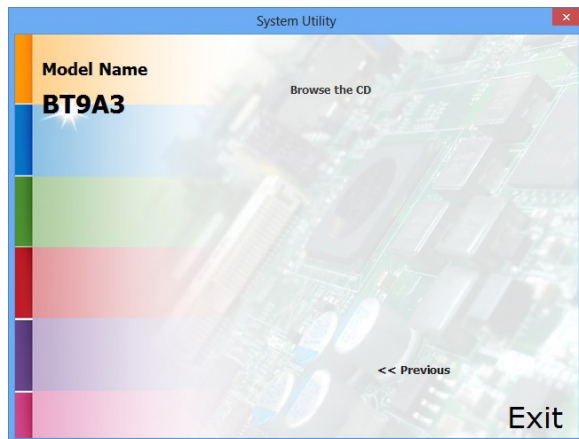 System Utility
Model Name
Browse the CD
BT9A3
<< Previous
Exit